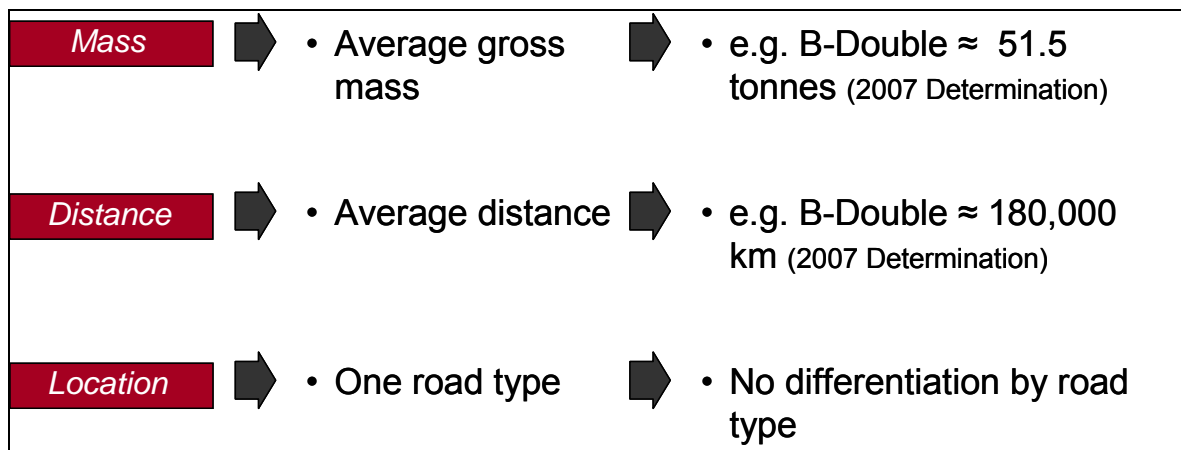 Mass
• Average gross
mass
• e.g. B-Double ≈ 51.5
tonnes (2007 Determination)
Distance
• Average distance
• e.g. B-Double ≈ 180,000
km (2007 Determination)
Location
• One road type
• No differentiation by road
type